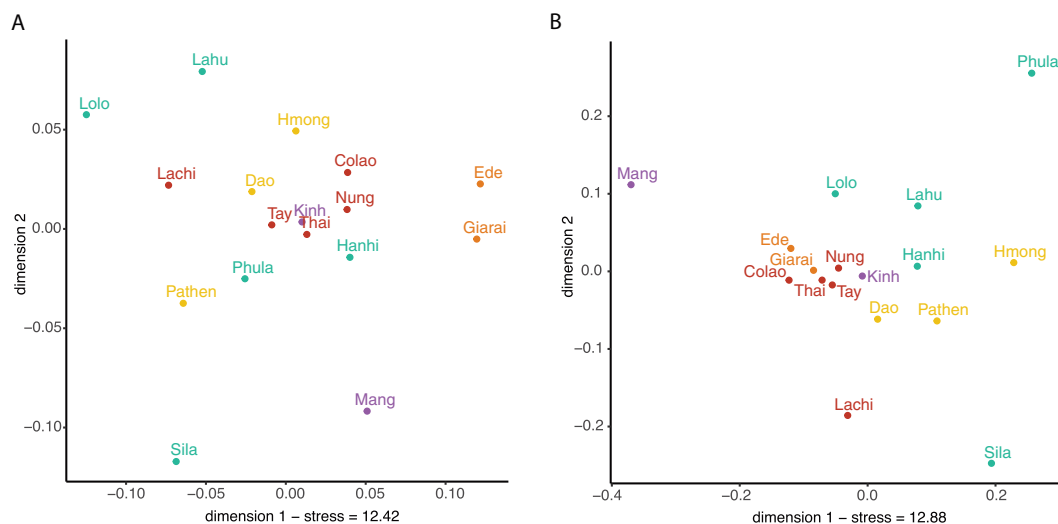 A
Lahu
Lolo
Hmong
0.05
Colao
Lachi
Dao
Ede
Nung
Kinh
Tay
Thai
0.00
Giarai
Hanhi
Phula
Pathen
−0.05
Mang
−0.10
Sila
dimension 2
−0.10
−0.05
0.00
0.05
0.10
dimension 1 − stress = 12.42
B
Phula
0.2
Mang
Lolo
0.1
Lahu
Ede
Nung
Hanhi
Hmong
Giarai
0.0
Colao
Kinh
Thai
Tay
Dao
Pathen
−0.1
Lachi
−0.2
Sila
dimension 2
−0.4
−0.2
0.0
0.2
dimension 1 − stress = 12.88